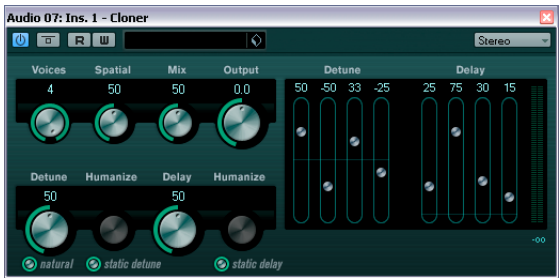 Audio 07: Ins. 1 - Cloner
R W Stereo
Voices Spatial Mix Output
4 50 50 0.0
Detune Delay
50 -50 33 -25 25 75 30 15
Detune Humanize Delay Humanize
50 50
natural static detune static delay
-oo